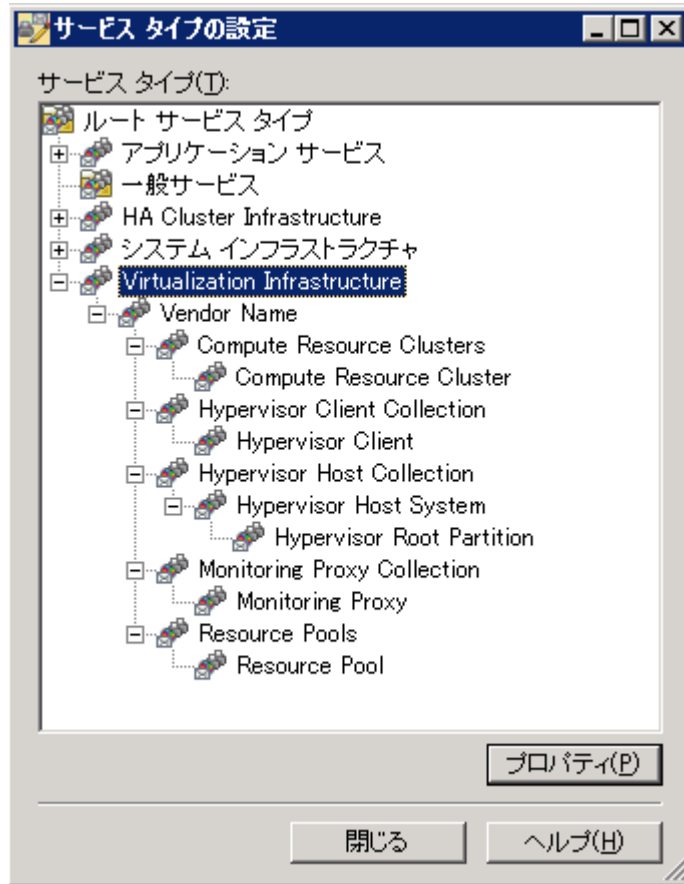 サービス タイプの設定
サービス タイプ(T):
ルート サービス タイプ
アプリケーション サービス
一般サービス
HA Cluster Infrastructure
システム インフラストラクチャ
Virtualization Infrastructure
Vendor Name
Compute Resource Clusters
Compute Resource Cluster
Hypervisor Client Collection
Hypervisor Client
Hypervisor Host Collection
Hypervisor Host System
Hypervisor Root Partition
Monitoring Proxy Collection
Monitoring Proxy
Resource Pools
Resource Pool
プロパティ(P)
閉じる
ヘルプ(H)